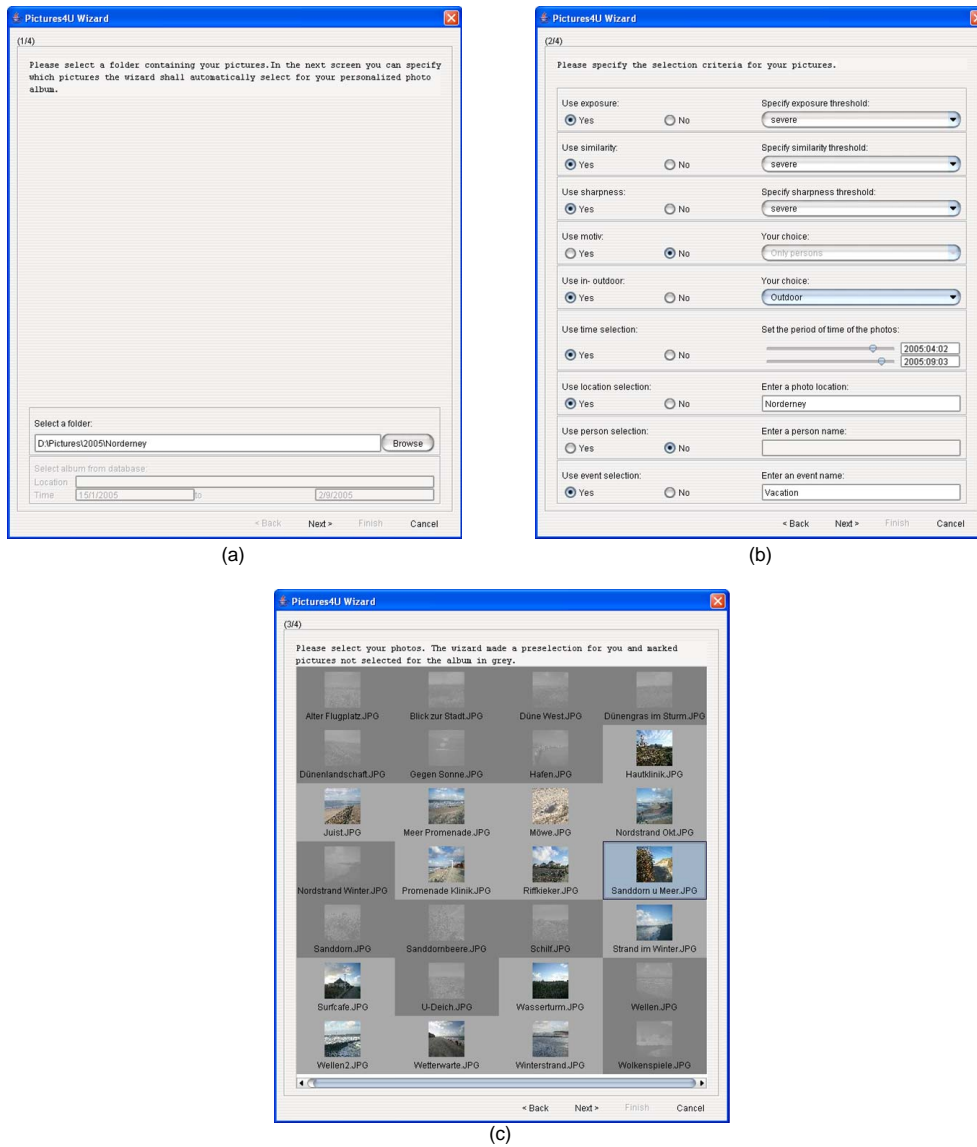 Pictures4U Wizard
(1/4)
Please select a folder containing your pictures.In the next screen you can specify
which pictures the wizard shall automatically select for your personalized photo
album.
Select a folder:
D:\Pictures\2005\Norderney Browse
Select album from database:
Location
Time 15/1/2005 to 2/9/2005
< Back Next > Finish Cancel
(a)
Pictures4U Wizard
(2/4)
Please specify the selection criteria for your pictures.
Use exposure: Specify exposure threshold:
Yes No severe
Use similarity: Specify similarity threshold:
Yes No severe
Use sharpness: Specify sharpness threshold:
Yes No severe
Use motiv: Your choice:
Yes No Only persons
Use in- outdoor: Your choice:
Yes No Outdoor
Use time selection: Set the period of time of the photos:
Yes No 2005:04:02
2005:09:03
Use location selection: Enter a photo location:
Yes No Norderney
Use person selection: Enter a person name:
Yes No
Use event selection: Enter an event name:
Yes No Vacation
< Back Next > Finish Cancel
(b)
Pictures4U Wizard
(3/4)
Please select your photos. The wizard made a preselection for you and marked
pictures not selected for the album in grey.
Alter Flugplatz.JPG Blick zur Stadt.JPG Düne West.JPG Dünengras im Sturm.JPG
Dünenlandschaft.JPG Gegen Sonne.JPG Hafen.JPG Hautklinik.JPG
Juist.JPG Meer Promenade.JPG Möwe.JPG Nordstrand Okt.JPG
Nordstrand Winter.JPG Promenade Klinik.JPG Riffkieker.JPG Sanddorn u Meer.JPG
Sanddorn.JPG Sanddornbeere.JPG Schilf.JPG Strand im Winter.JPG
Surfcafe.JPG U-Deich.JPG Wasserturm.JPG Wellen.JPG
Wellen2.JPG Wetterwarte.JPG Winterstrand.JPG Wolkenspiele.JPG
< Back Next > Finish Cancel
(c)